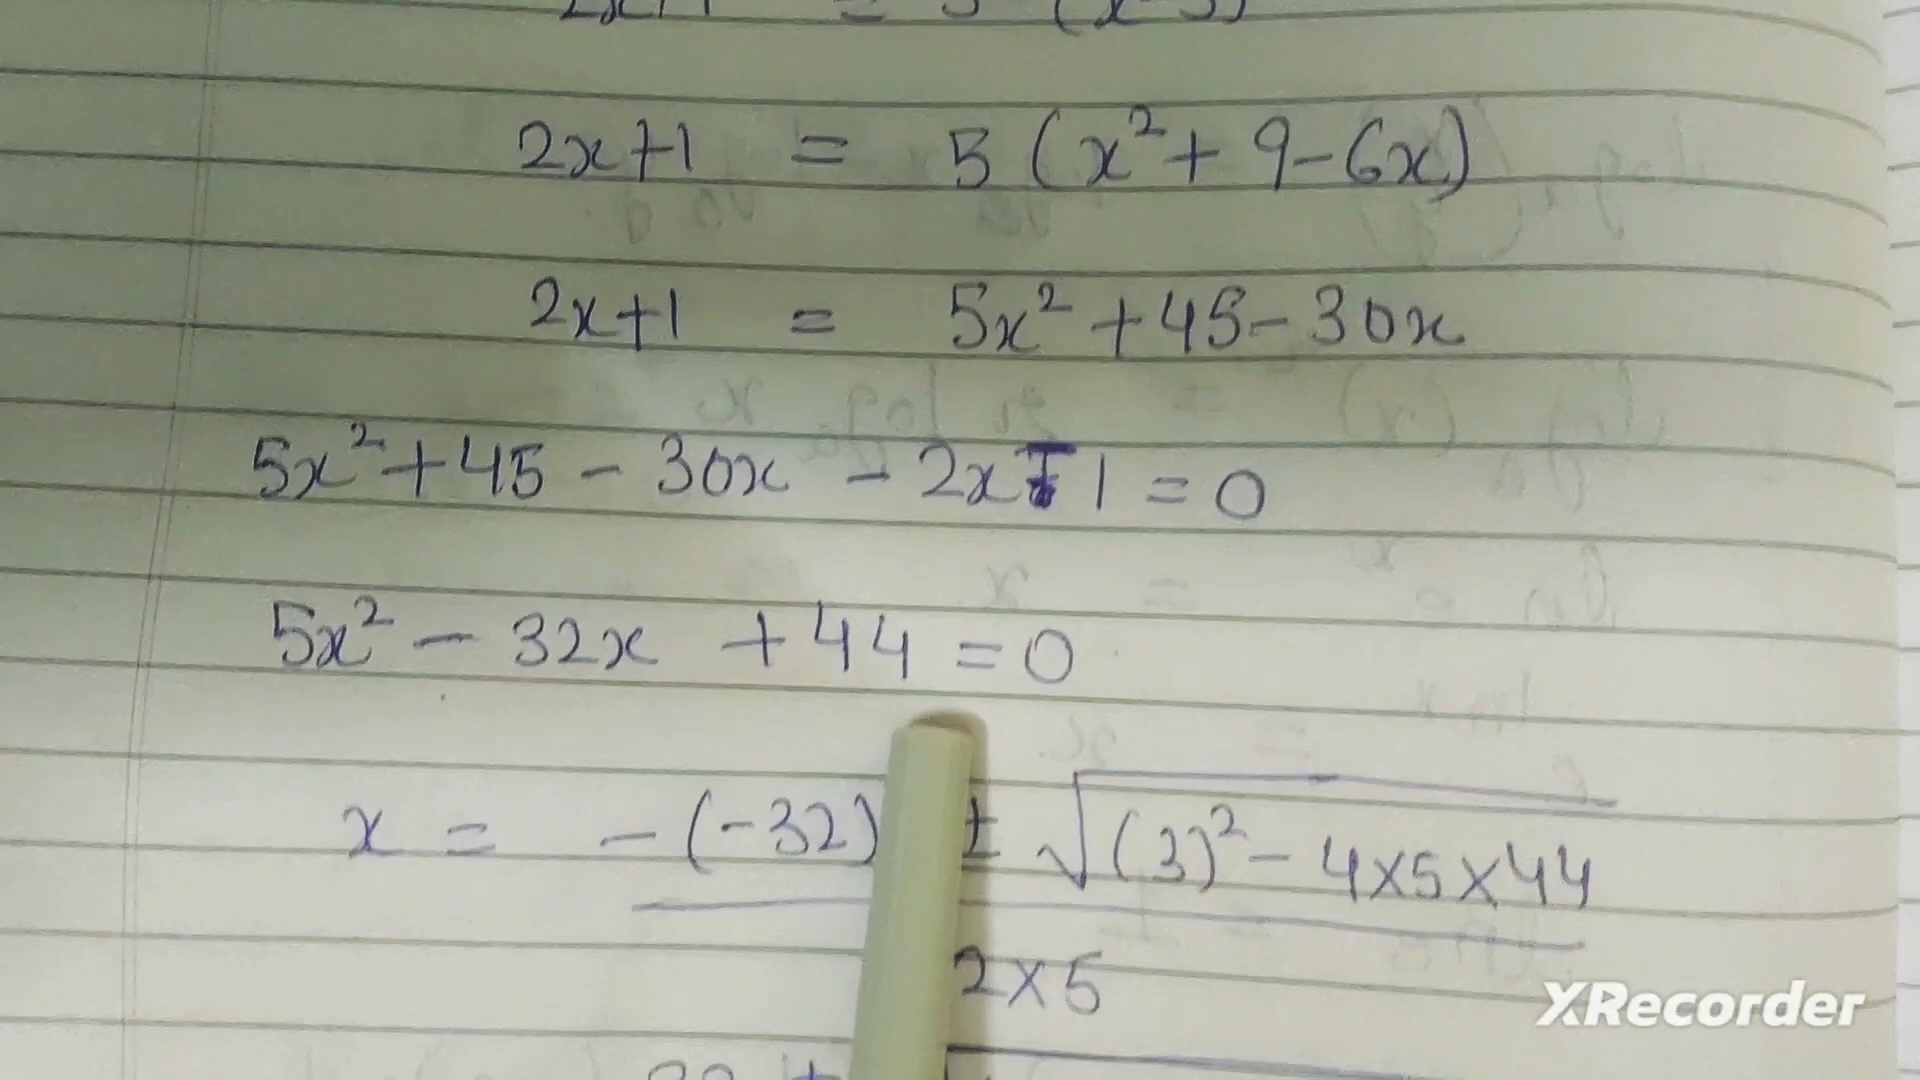 2x+1 = 5 (x² + 9 - 6x)
2x+1 = 5x² + 45 - 30x
5x² + 45 - 30x - 2x - 1 = 0
5x² - 32x + 44 = 0
x = -(-32) ± √(3)² - 4×5×44
2×5
XRecorder